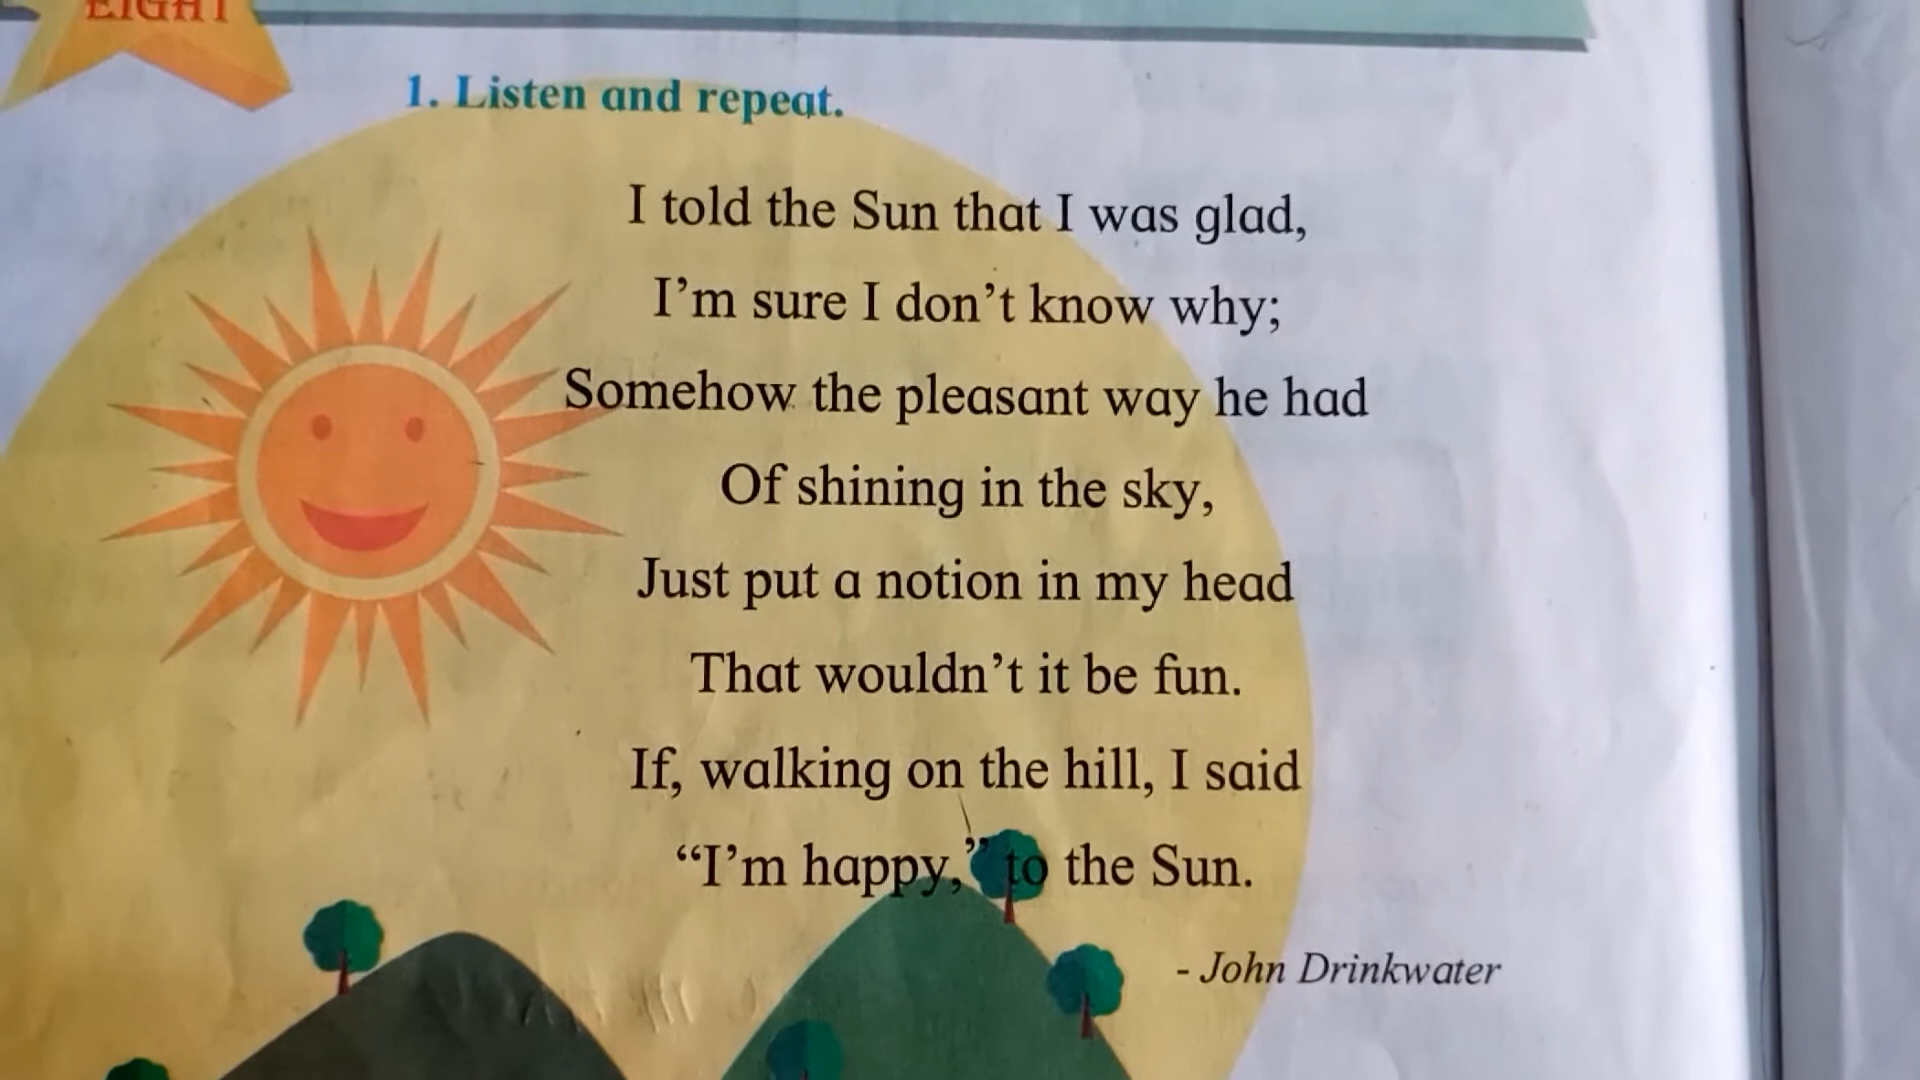 EIGHT
1. Listen and repeat.
I told the Sun that I was glad,
I’m sure I don’t know why;
Somehow the pleasant way he had
Of shining in the sky,
Just put a notion in my head
That wouldn’t it be fun.
If, walking on the hill, I said
“I’m happy,” to the Sun.
- John Drinkwater